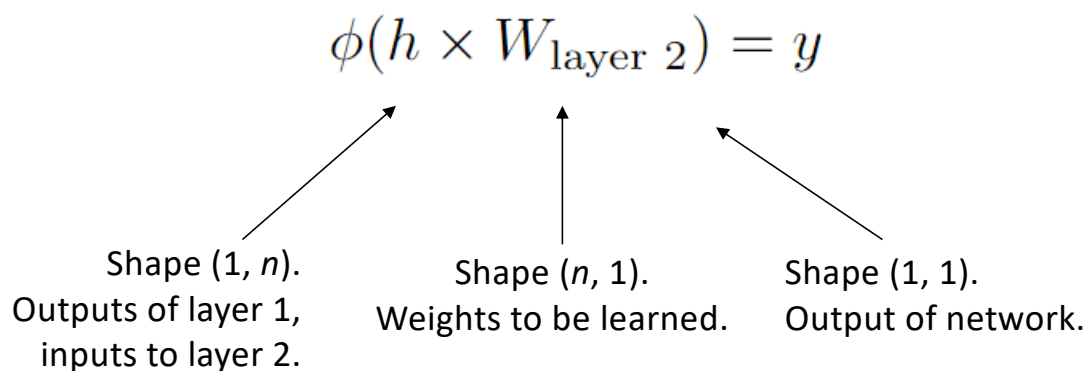 ϕ(h × W_layer 2) = y
Shape (1, n).
Outputs of layer 1,
inputs to layer 2.
Shape (n, 1).
Weights to be learned.
Shape (1, 1).
Output of network.